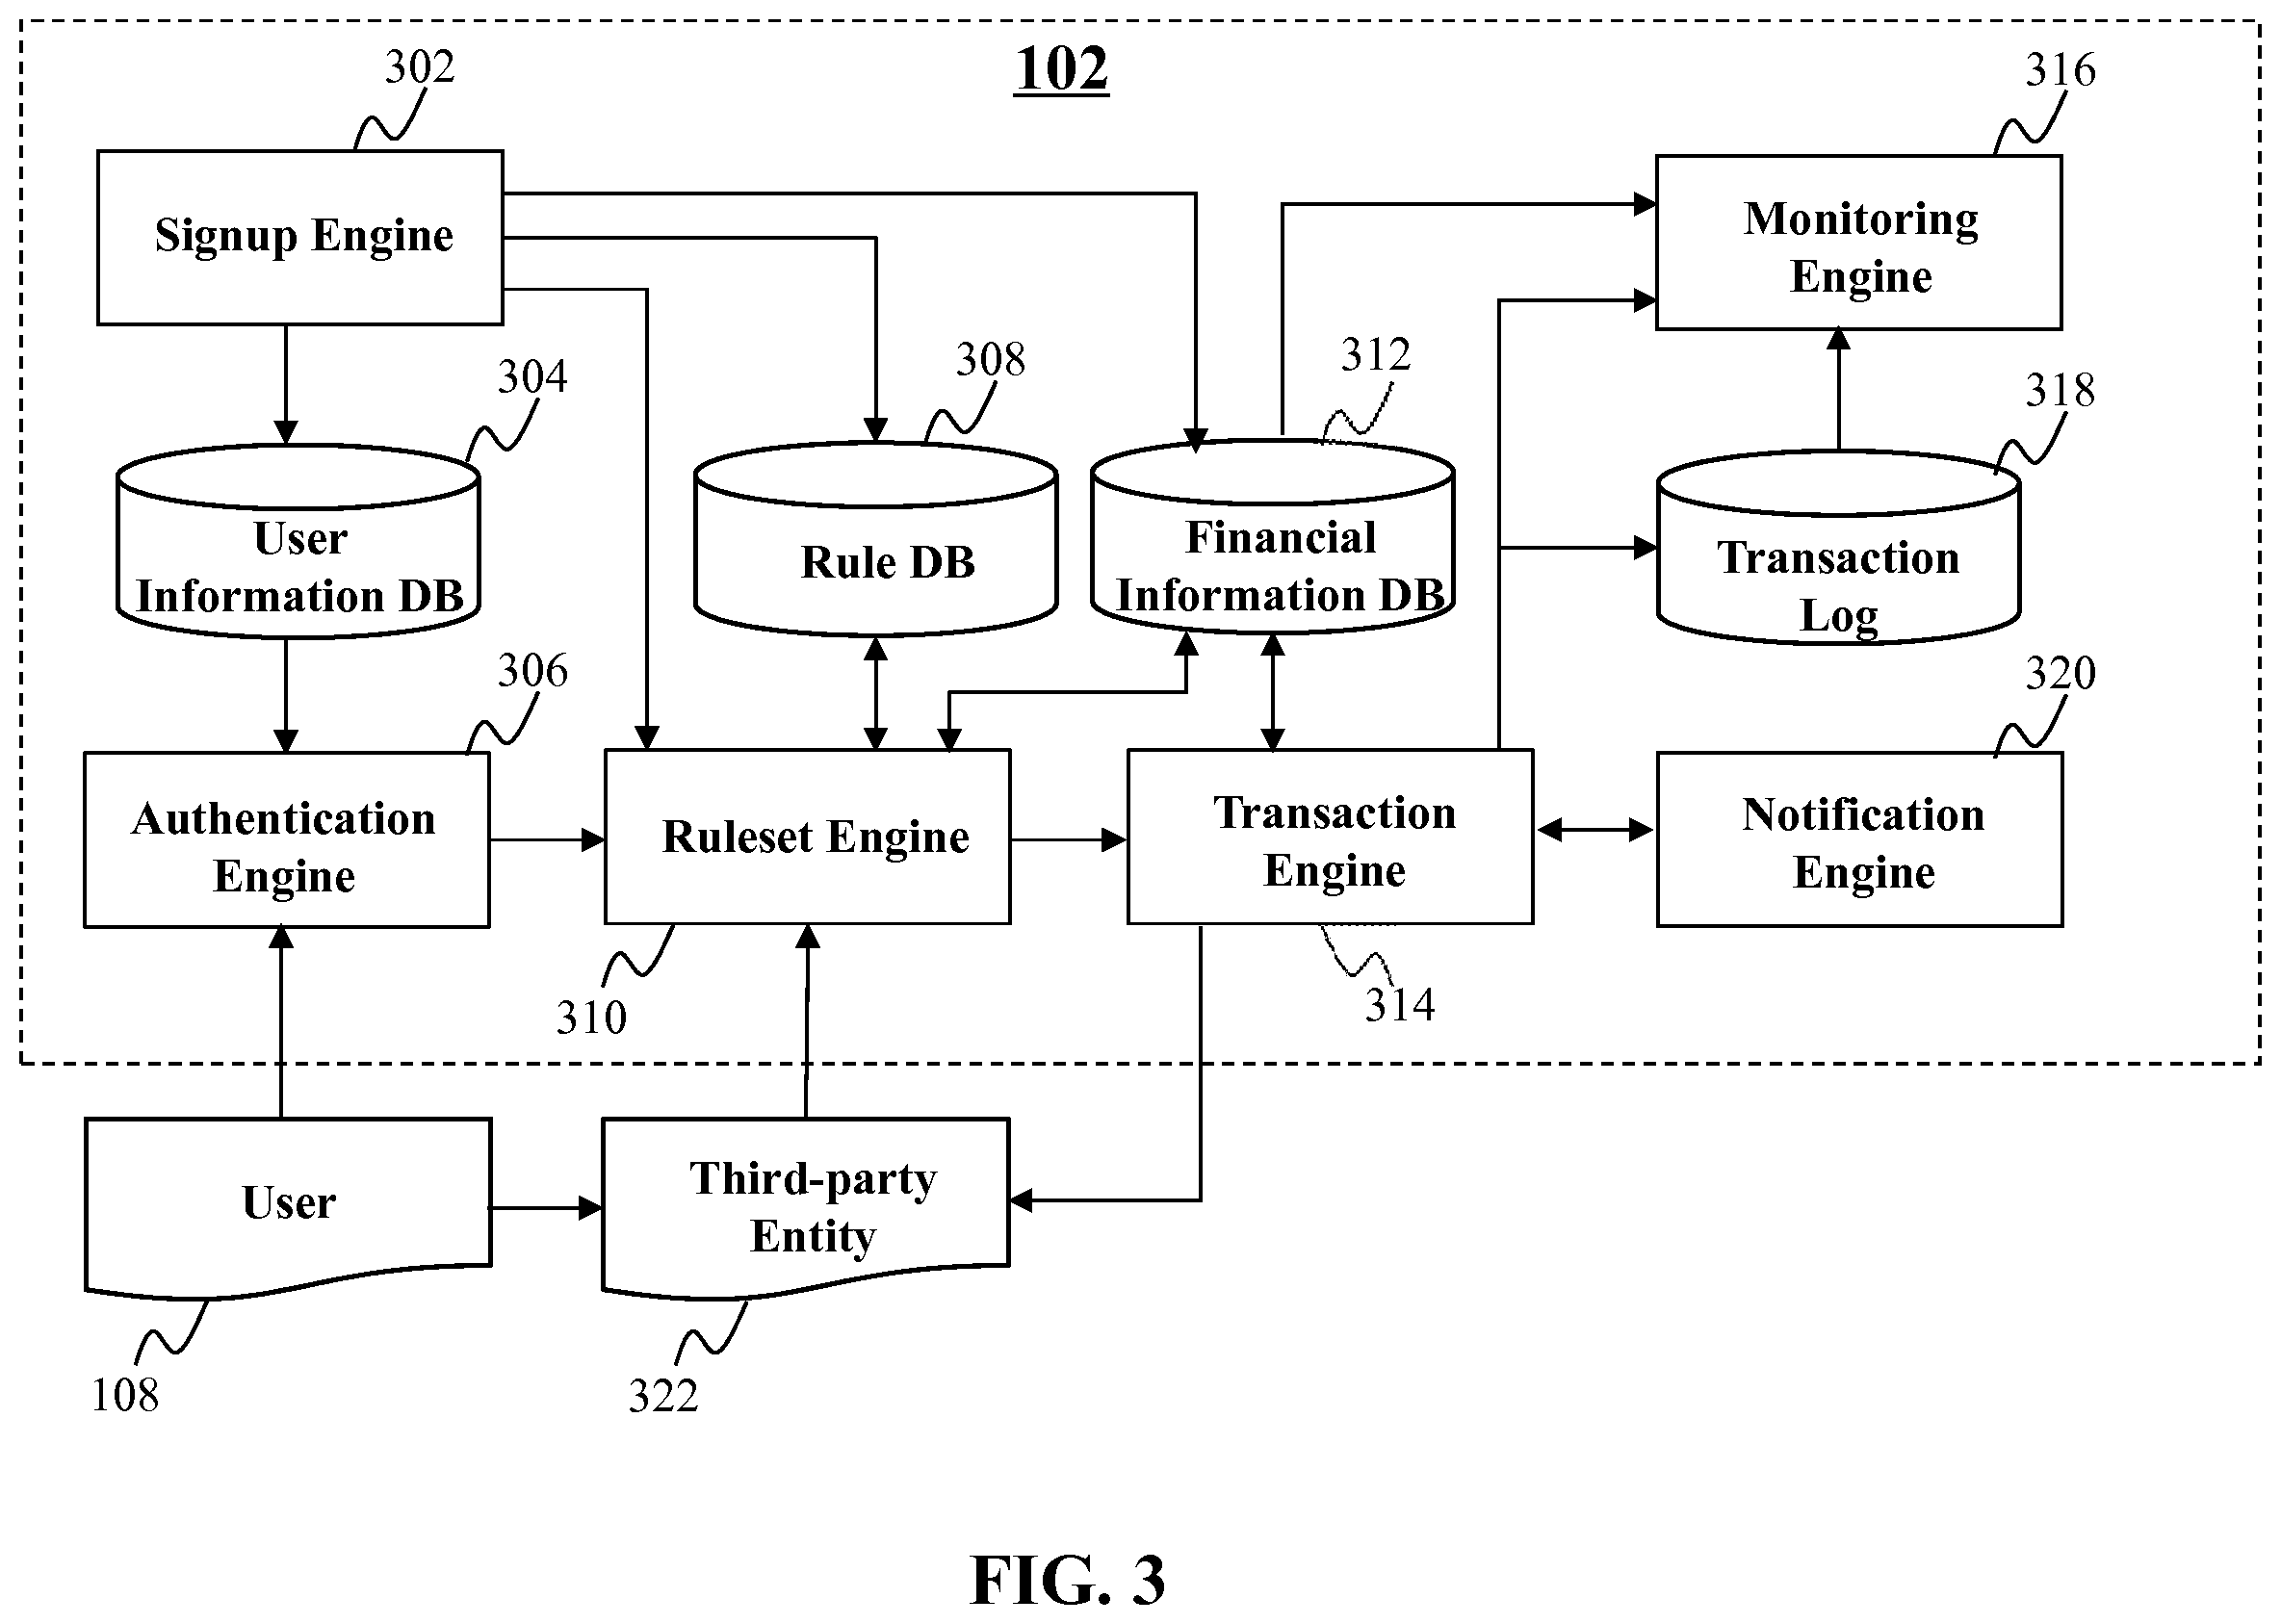 102
302
316
Signup Engine
Monitoring
Engine
304
308
312
318
User
Information DB
Rule DB
Financial
Information DB
Transaction
Log
306
320
Authentication
Engine
Ruleset Engine
Transaction
Engine
Notification
Engine
310
314
User
Third-party
Entity
108
322
FIG. 3